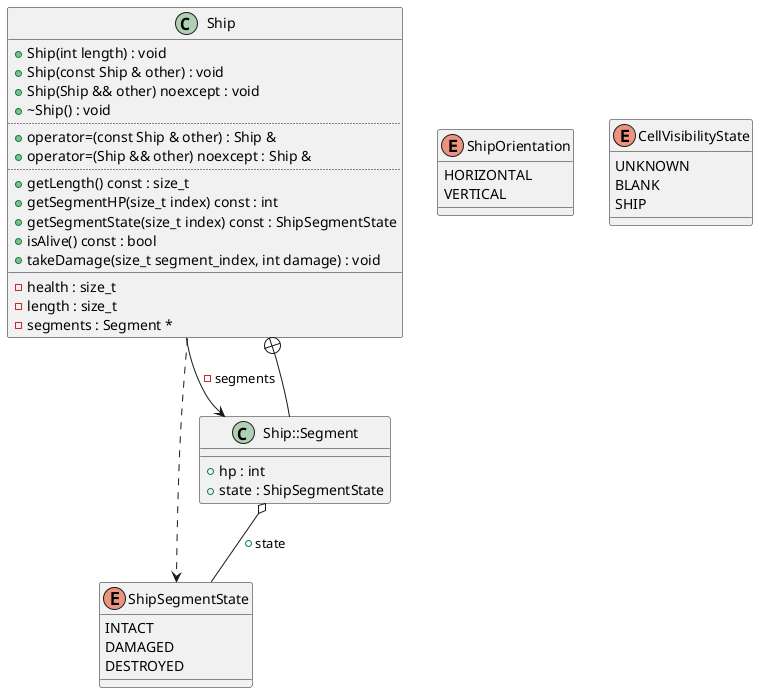 C Ship
Ship(int length) : void
Ship(const Ship & other) : void
Ship(Ship && other) noexcept : void
~Ship() : void
operator=(const Ship & other) : Ship &
operator=(Ship && other) noexcept : Ship &
getLength() const : size_t
getSegmentHP(size_t index) const : int
getSegmentState(size_t index) const : ShipSegmentState
isAlive() const : bool
takeDamage(size_t segment_index, int damage) : void
health : size_t
length : size_t
segments : Segment *
E ShipOrientation
HORIZONTAL
VERTICAL
E CellVisibilityState
UNKNOWN
BLANK
SHIP
segments
C Ship::Segment
hp : int
state : ShipSegmentState
state
E ShipSegmentState
INTACT
DAMAGED
DESTROYED